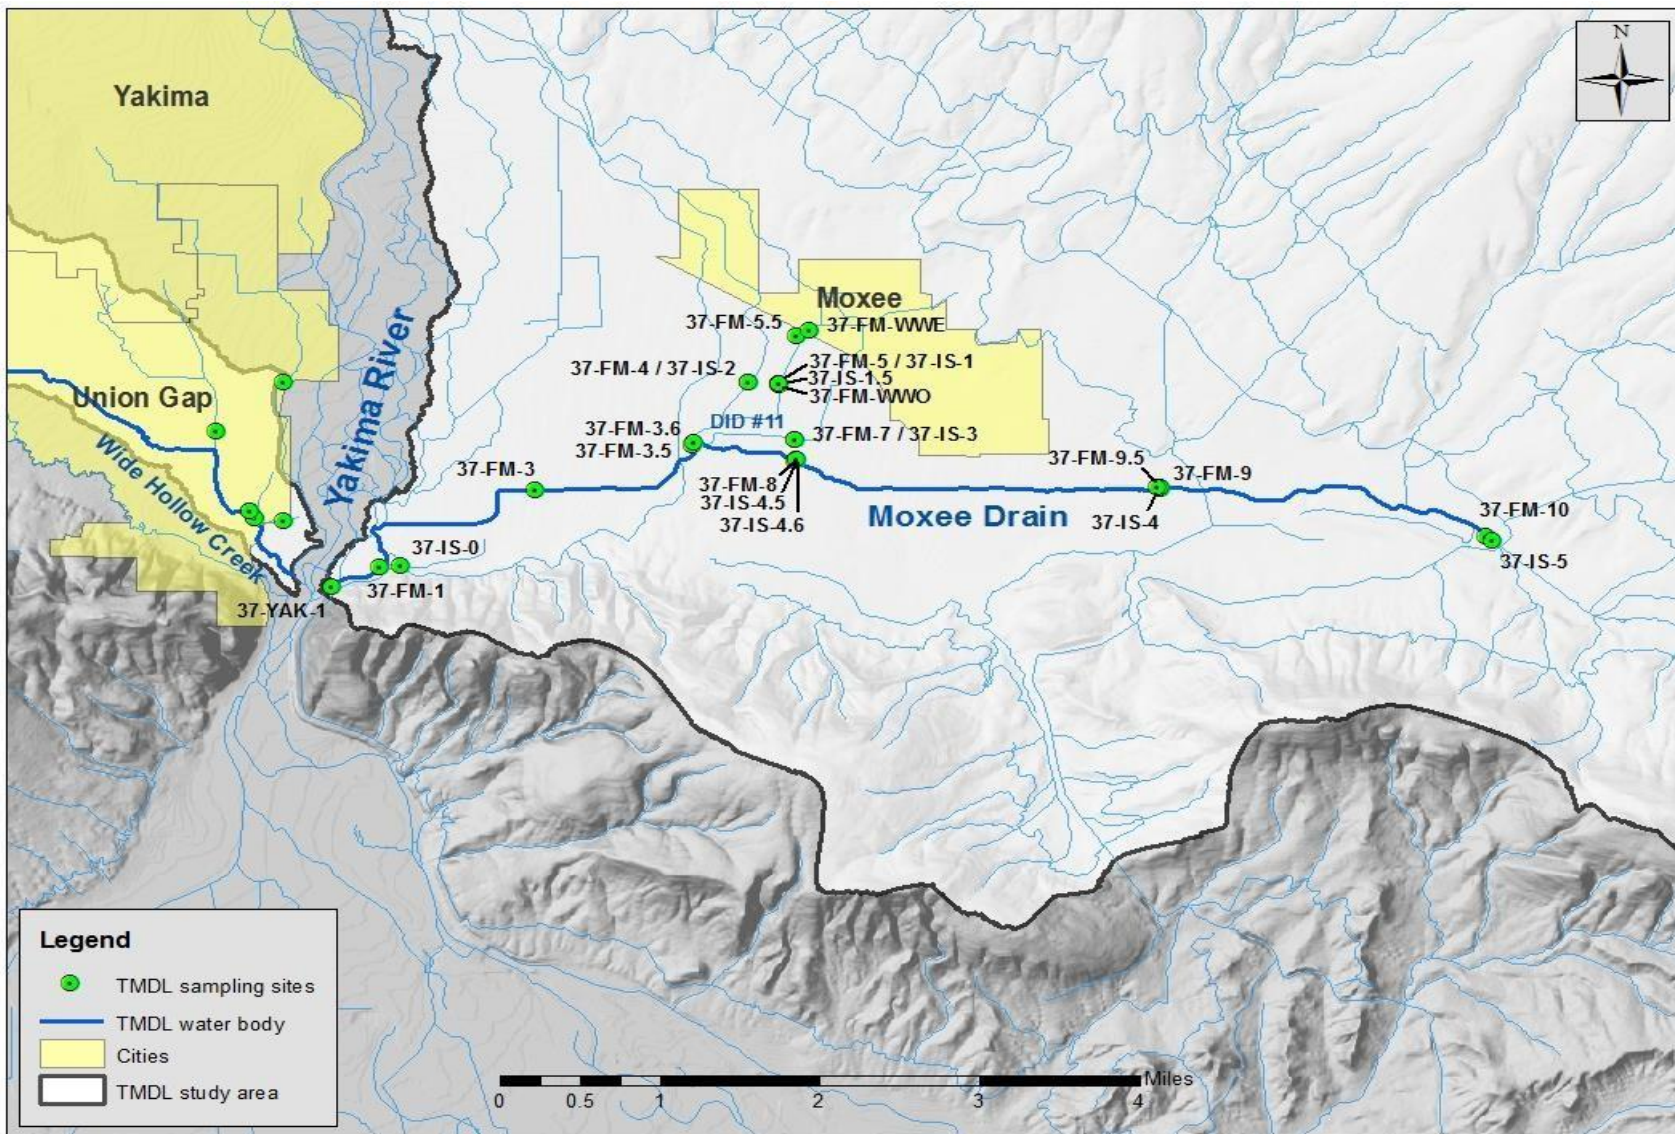 N
Yakima
Moxee
37-FM-5.5
37-FM-WWE
37-FM-5 / 37-IS-1
37-FM-4 / 37-IS-2
37-IS-1.5
37-FM-WWO
Union Gap
Yakima River
Wide Hollow Creek
DID #11
37-FM-3.6
37-FM-3.5
37-FM-7 / 37-IS-3
37-FM-3
37-FM-8
37-IS-4.5
37-IS-4.6
37-FM-9.5
37-FM-9
37-IS-4
Moxee Drain
37-FM-10
37-IS-5
37-IS-0
37-FM-1
37-YAK-1
Legend
TMDL sampling sites
TMDL water body
Cities
TMDL study area
Miles
0 0.5 1 2 3 4